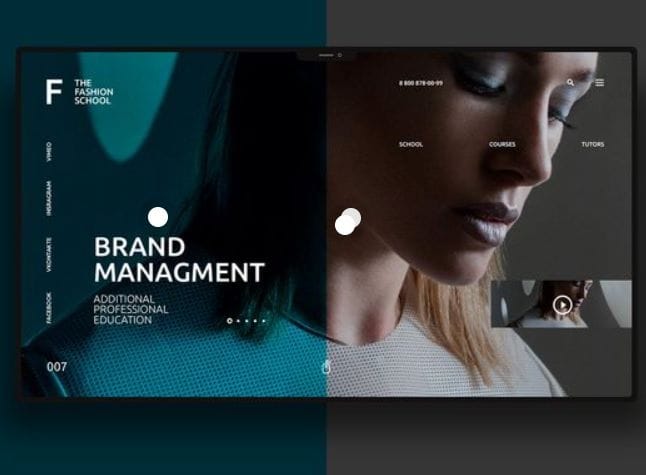 F
THE
FASHION
SCHOOL
8 800 878-00-99
SCHOOL COURSES TUTORS
VIMEO
INSRAGRAM
VKONTAKTE
FACEBOOK
BRAND
MANAGMENT
ADDITIONAL
PROFESSIONAL
EDUCATION
007